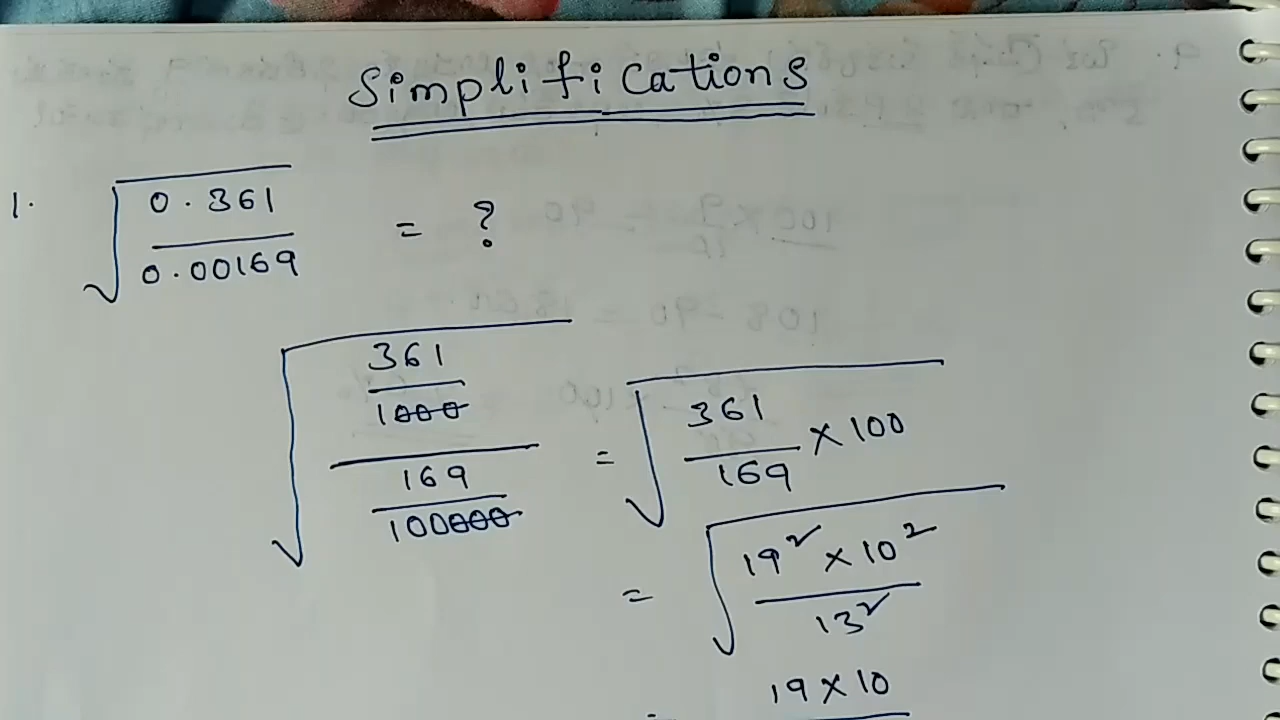 Simplifications
1. √(0.361 / 0.00169) = ?
√((361/1000) / (169/100000)) = √(361/169 × 100)
= √(19² × 10² / 13²)
= 19 × 10